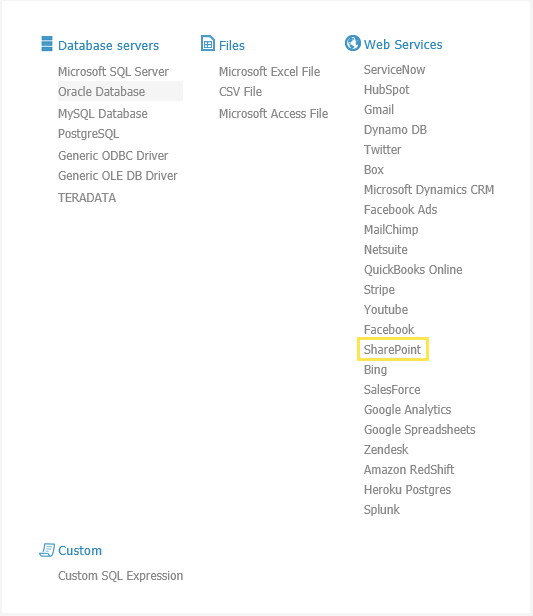 Database servers
Microsoft SQL Server
Oracle Database
MySQL Database
PostgreSQL
Generic ODBC Driver
Generic OLE DB Driver
TERADATA
Files
Microsoft Excel File
CSV File
Microsoft Access File
Web Services
ServiceNow
HubSpot
Gmail
Dynamo DB
Twitter
Box
Microsoft Dynamics CRM
Facebook Ads
MailChimp
Netsuite
QuickBooks Online
Stripe
Youtube
Facebook
SharePoint
Bing
SalesForce
Google Analytics
Google Spreadsheets
Zendesk
Amazon RedShift
Heroku Postgres
Splunk
Custom
Custom SQL Expression